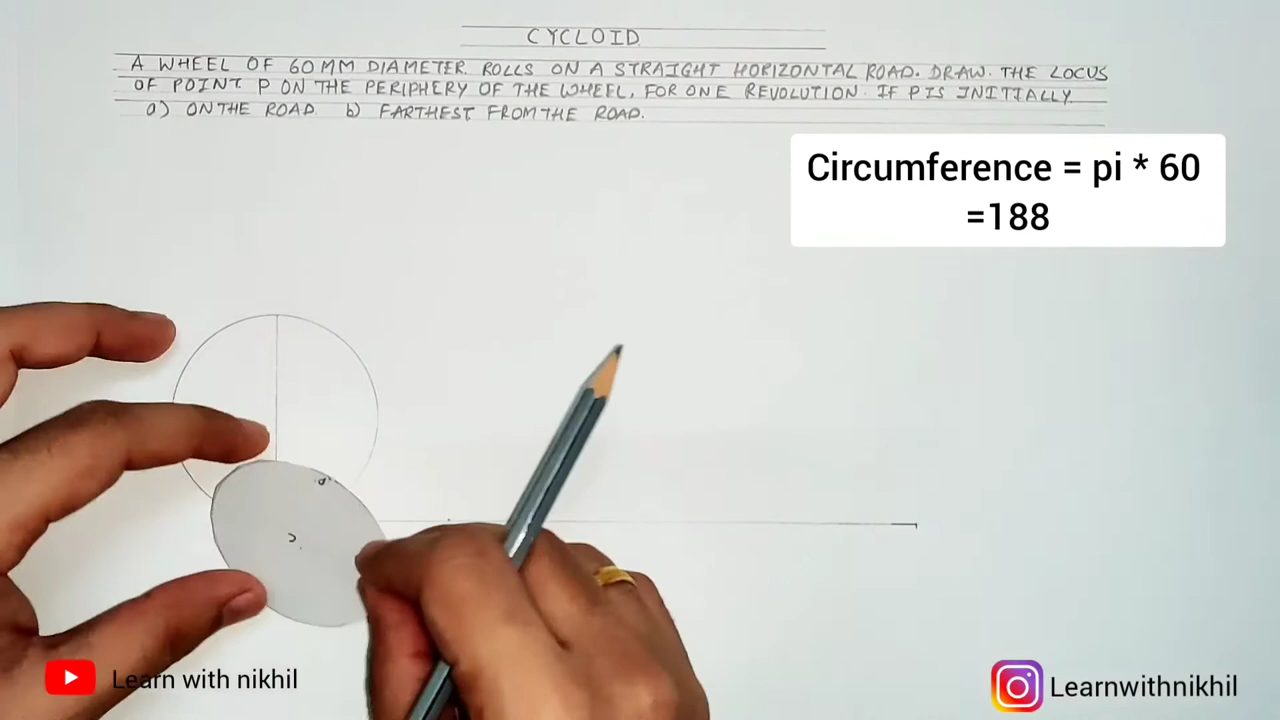 CYCLOID
A WHEEL OF 60MM DIAMETER. ROLLS ON A STRAIGHT HORIZONTAL ROAD. DRAW. THE LOCUS
OF POINT. P ON THE PERIPHERY OF THE WHEEL, FOR ONE REVOLUTION. IF P IS INITIALLY
a) ON THE ROAD. b) FARTHEST FROM THE ROAD.
Circumference = pi * 60
=188
Learn with nikhil
Learnwithnikhil